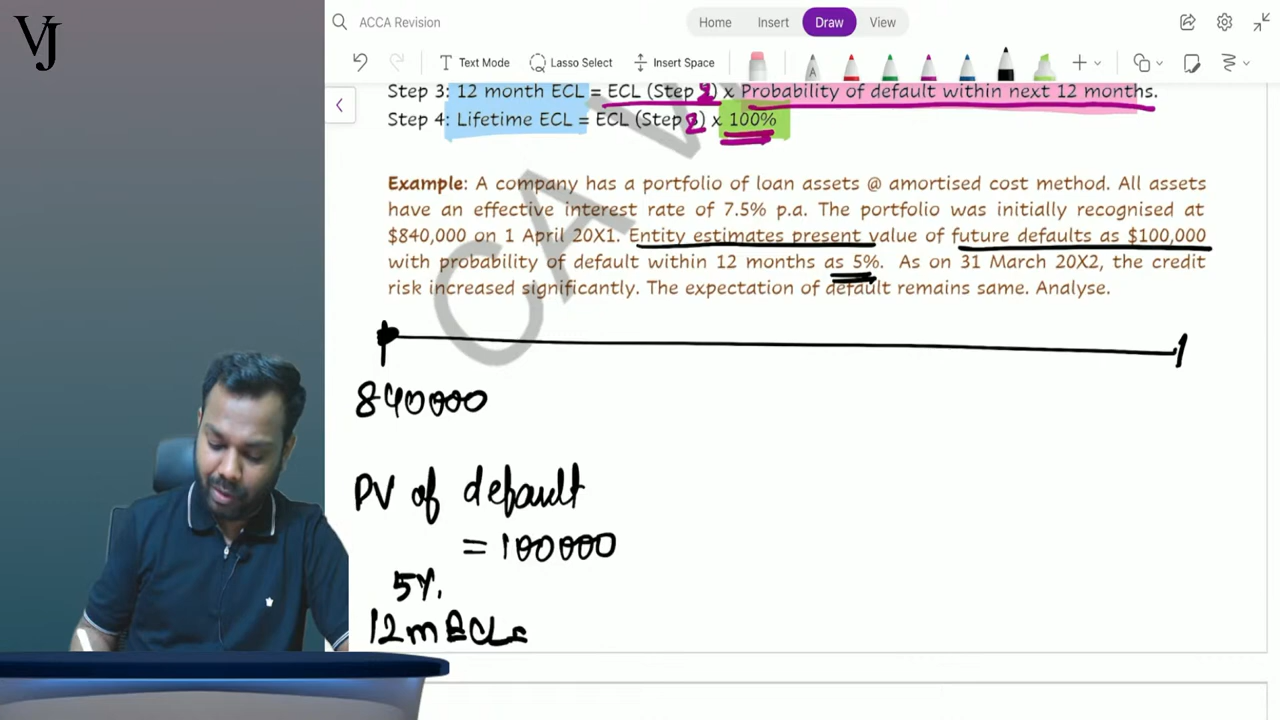 VJ
ACCA Revision
Home Insert Draw View
Text Mode Lasso Select Insert Space
Step 3: 12 month ECL = ECL (Step 2) x Probability of default within next 12 months.
Step 4: Lifetime ECL = ECL (Step 2) x 100%
Example: A company has a portfolio of loan assets @ amortised cost method. All assets
have an effective interest rate of 7.5% p.a. The portfolio was initially recognised at
$840,000 on 1 April 20X1. Entity estimates present value of future defaults as $100,000
with probability of default within 12 months as 5%. As on 31 March 20X2, the credit
risk increased significantly. The expectation of default remains same. Analyse.
840000
PV of default
= 100000
5%.
12m ECL =
CA